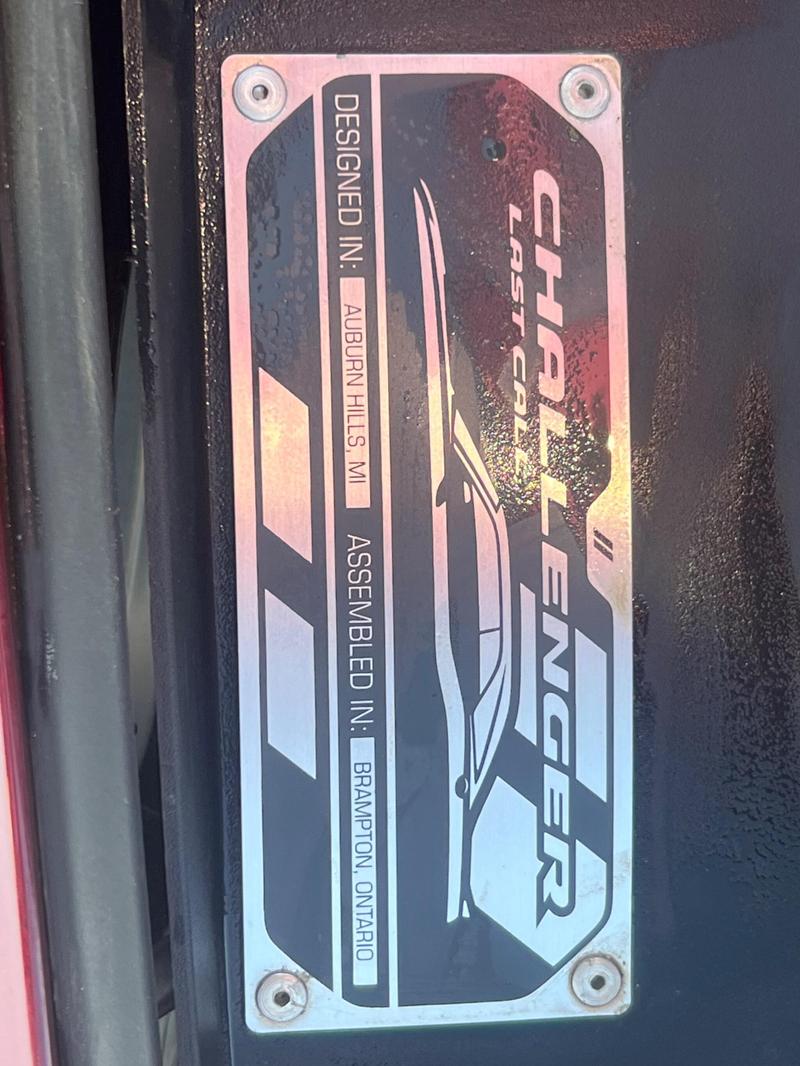 CHALLENGER
LAST CALL
DESIGNED IN: AUBURN HILLS, MI ASSEMBLED IN: BRAMPTON, ONTARIO